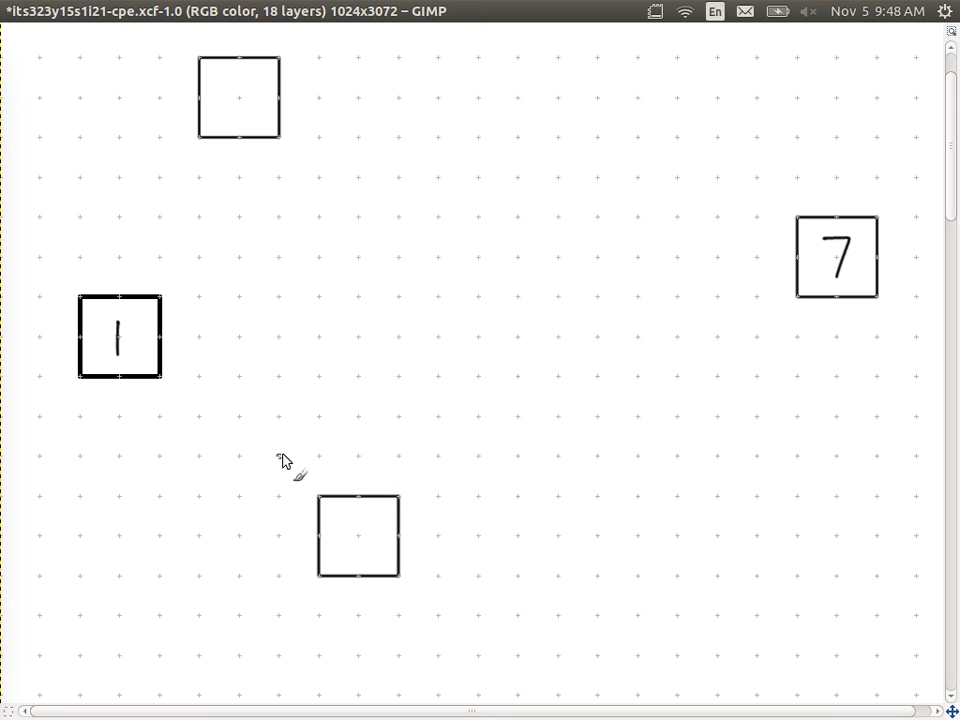 *its323y15s1i21-cpe.xcf-1.0 (RGB color, 18 layers) 1024x3072 – GIMP
En
Nov 5 9:48 AM
7
1